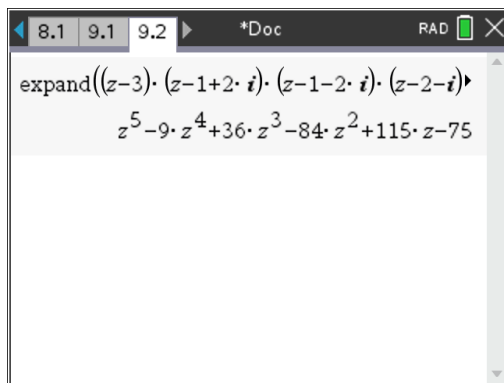 8.1 9.1 9.2 *Doc RAD
expand((z-3)·(z-1+2·i)·(z-1-2·i)·(z-2-i)▸
z^5-9·z^4+36·z^3-84·z^2+115·z-75